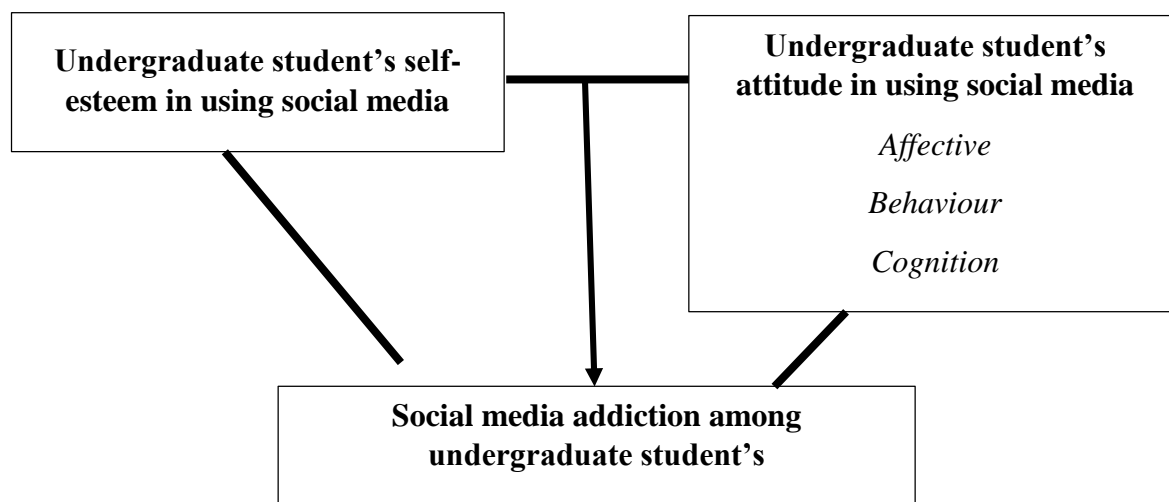 Undergraduate student’s self-
esteem in using social media
Undergraduate student’s
attitude in using social media
Affective
Behaviour
Cognition
Social media addiction among
undergraduate student’s